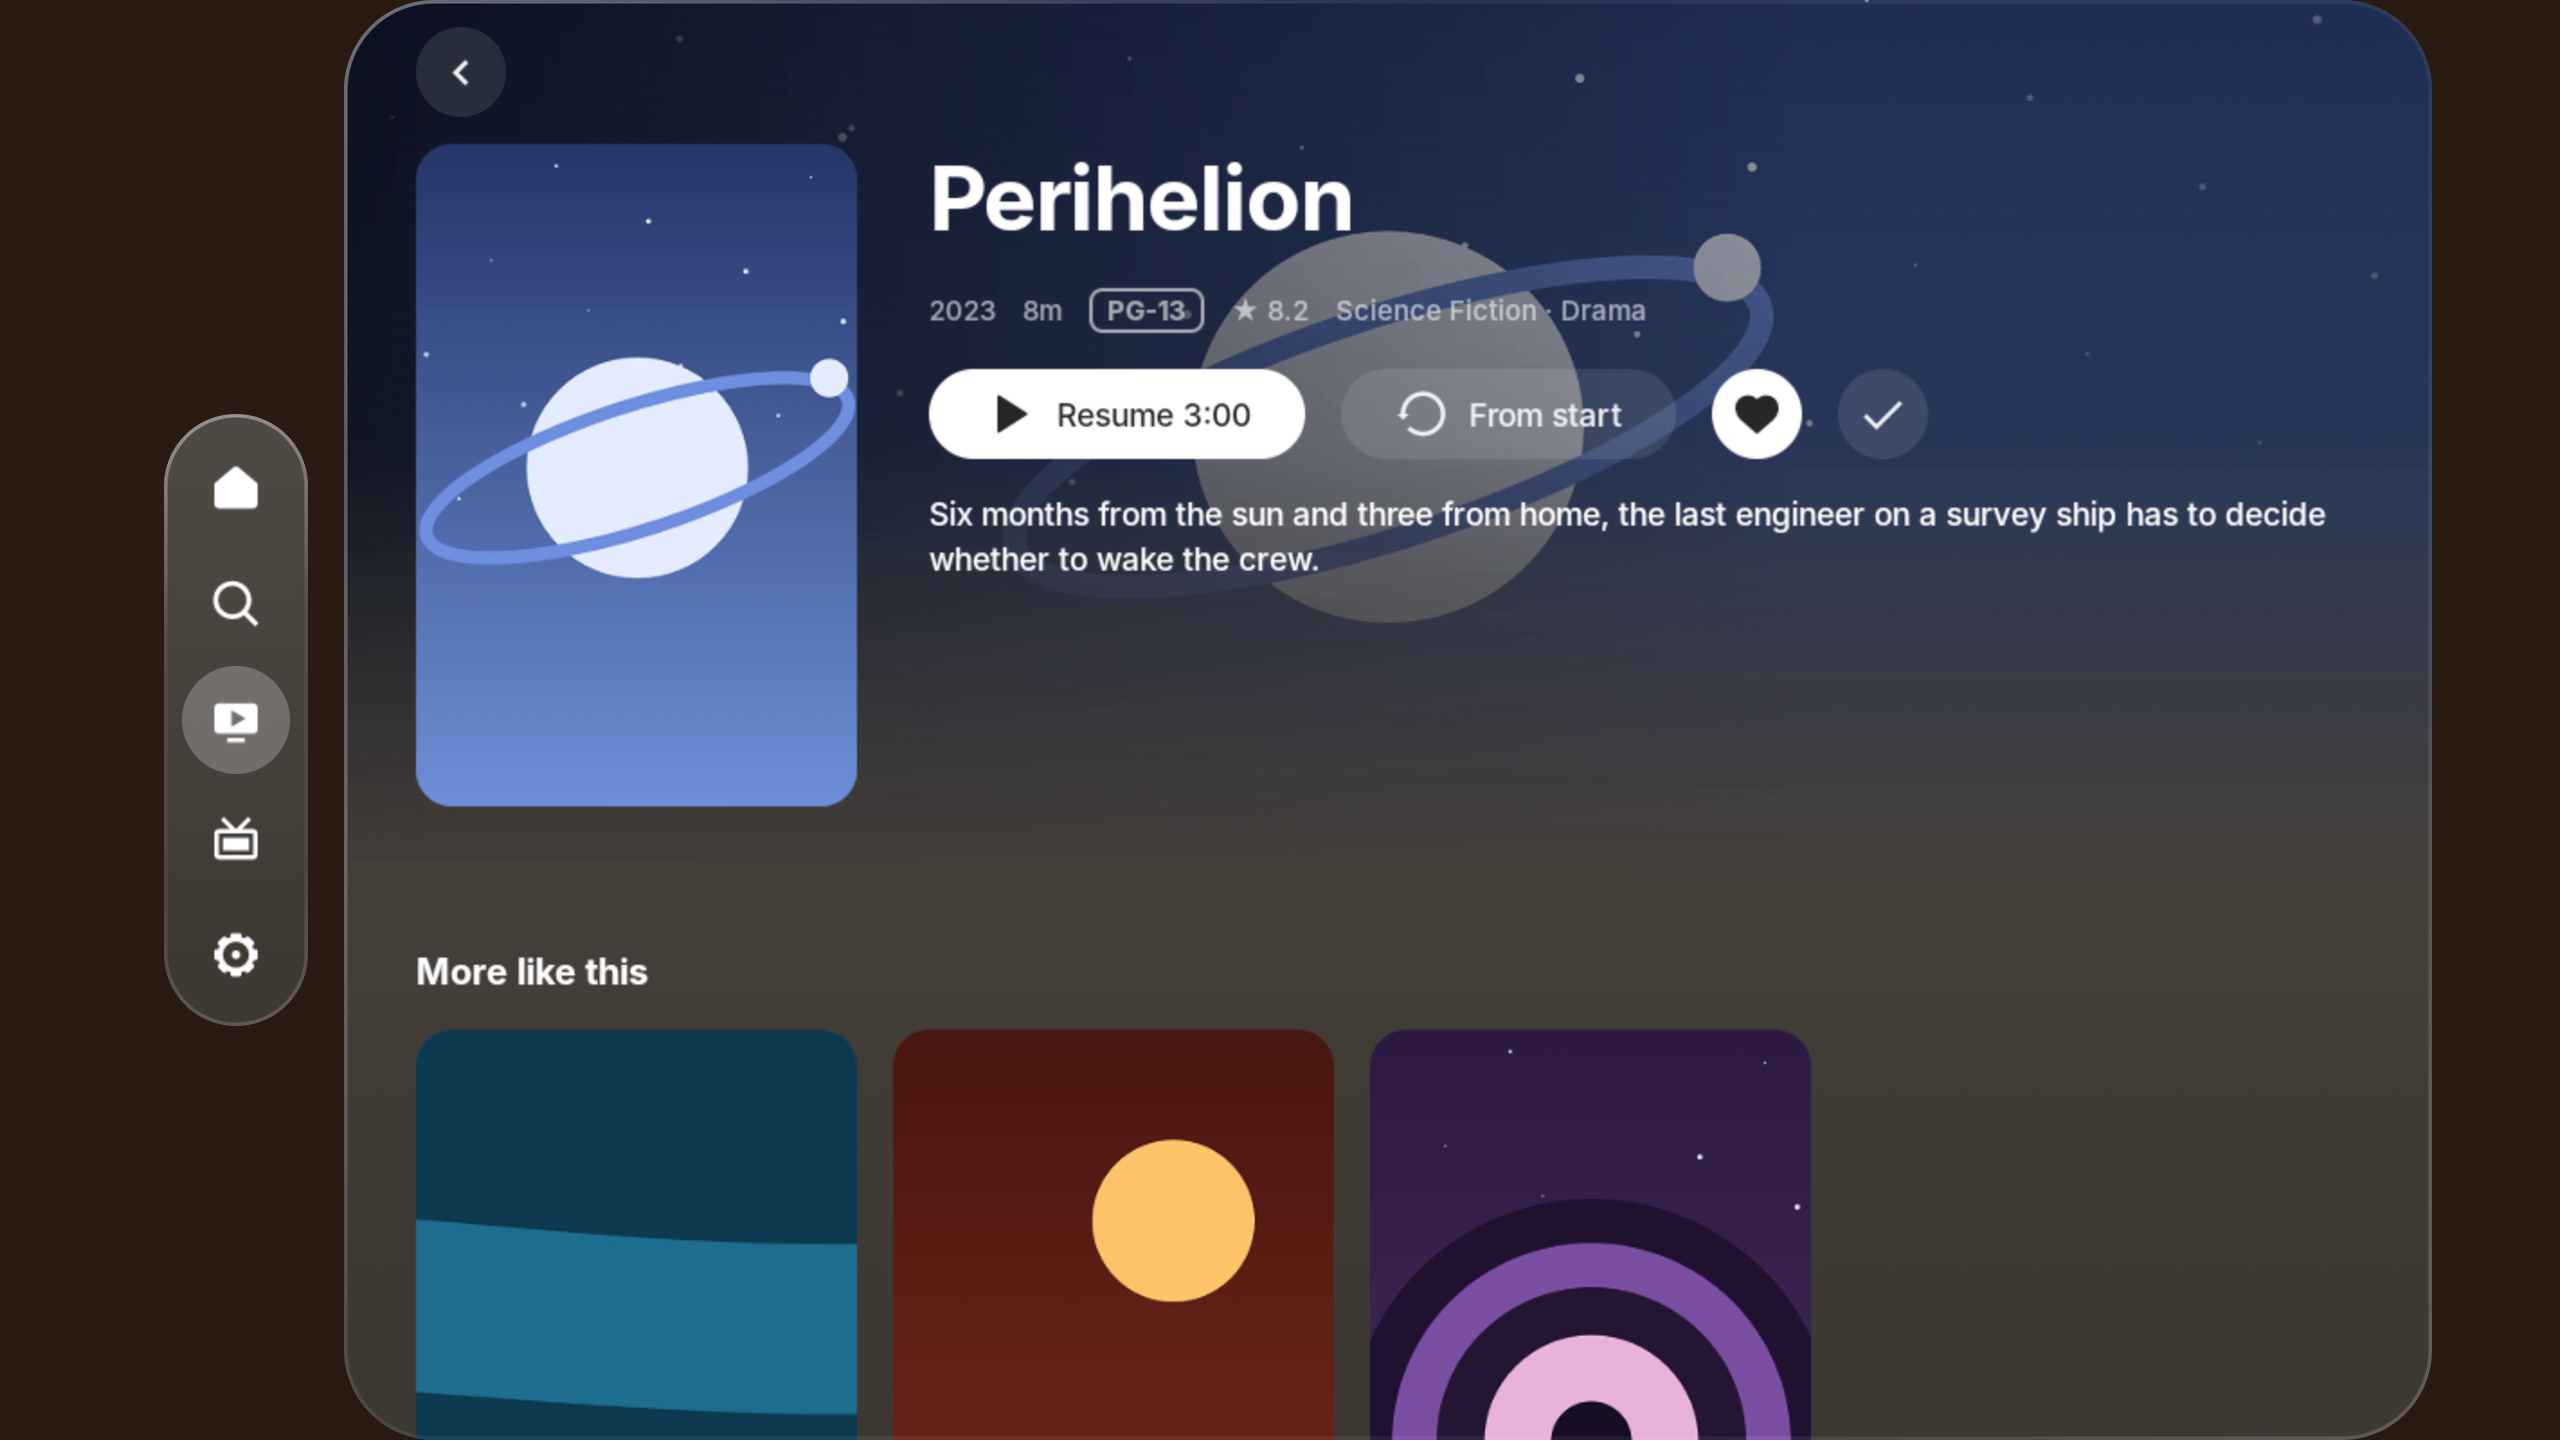 Perihelion
2023 8m PG-13 ★ 8.2 Science Fiction · Drama
Resume 3:00 From start
Six months from the sun and three from home, the last engineer on a survey ship has to decide
whether to wake the crew.
More like this